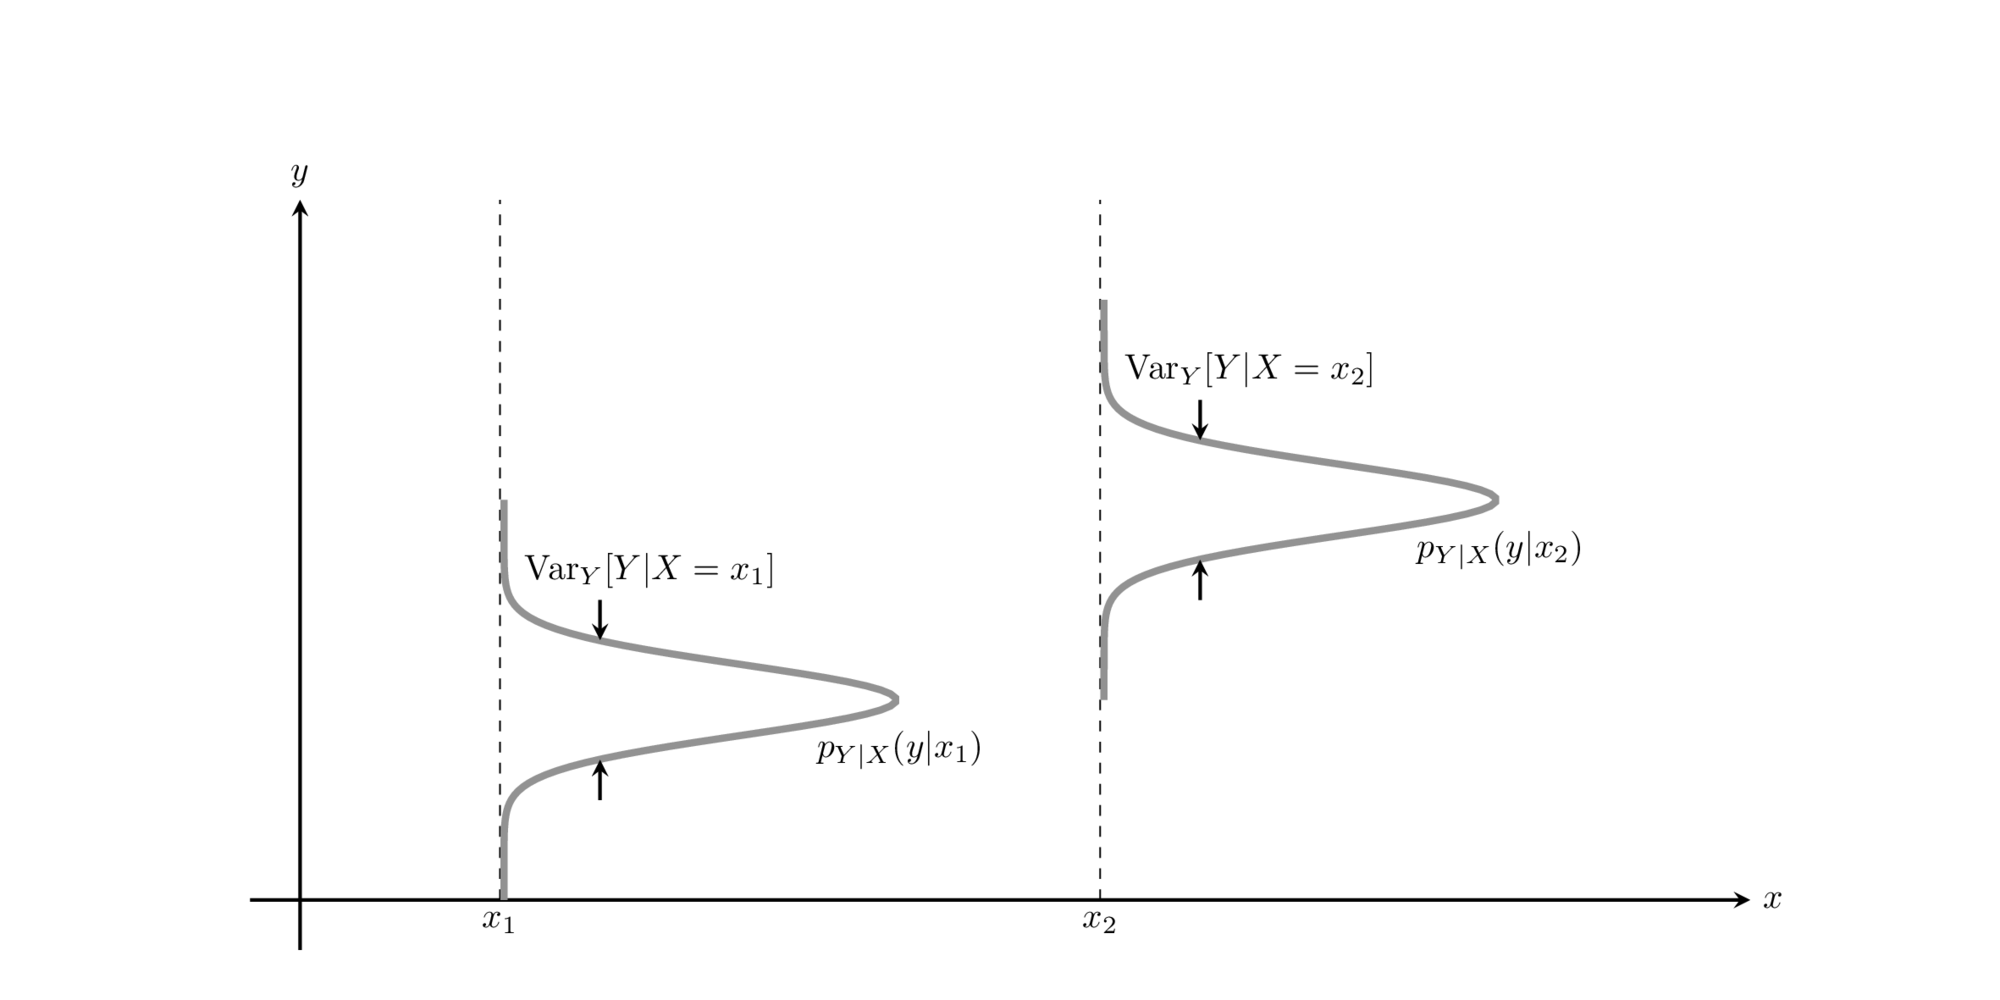 y
Var_Y[Y|X = x_2]
Var_Y[Y|X = x_1]
p_{Y|X}(y|x_2)
p_{Y|X}(y|x_1)
x
x_1
x_2